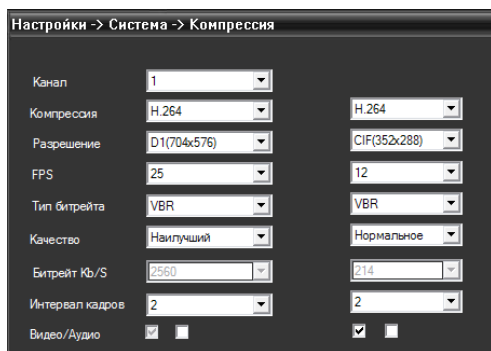 Настройки -> Система -> Компрессия
Канал 1
Компрессия H.264 H.264
Разрешение D1(704x576) CIF(352x288)
FPS 25 12
Тип битрейта VBR VBR
Качество Наилучший Нормальное
Битрейт Kb/S 2560 214
Интервал кадров 2 2
Видео/Аудио